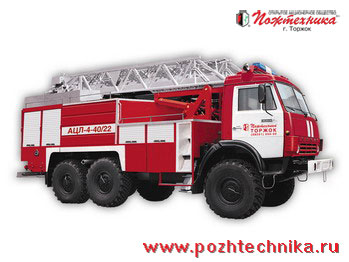 ОТКРЫТОЕ АКЦИОНЕРНОЕ ОБЩЕСТВО
Пожтехника
г. Торжок
АЦЛ-4-40/22
Пожтехника
ТОРЖОК
www.pozhtechnika.ru